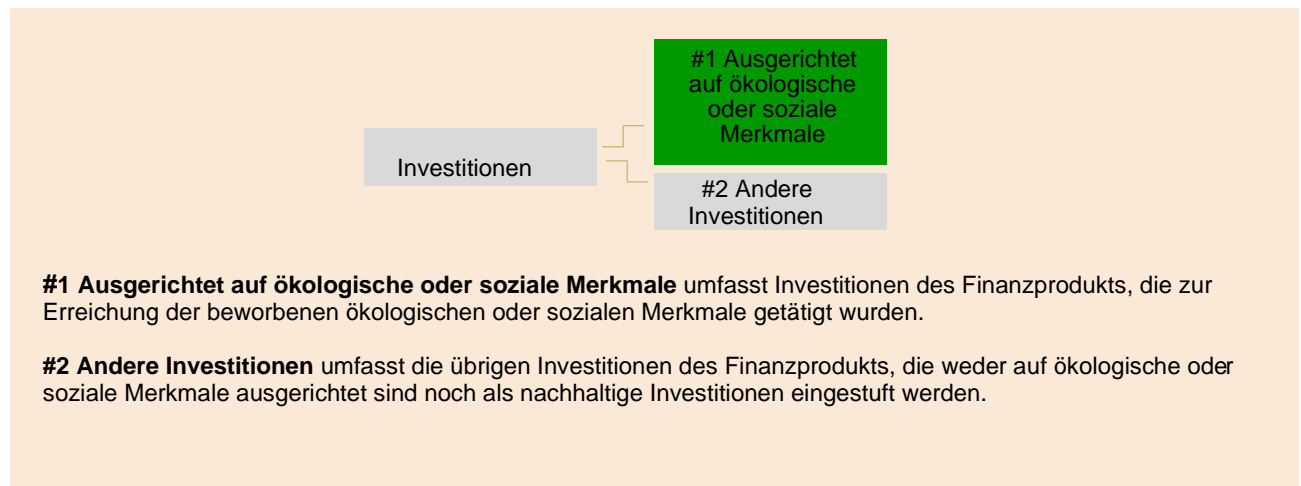 #1 Ausgerichtet
auf ökologische
oder soziale
Merkmale
Investitionen
#2 Andere
Investitionen
#1 Ausgerichtet auf ökologische oder soziale Merkmale umfasst Investitionen des Finanzprodukts, die zur
Erreichung der beworbenen ökologischen oder sozialen Merkmale getätigt wurden.
#2 Andere Investitionen umfasst die übrigen Investitionen des Finanzprodukts, die weder auf ökologische oder
soziale Merkmale ausgerichtet sind noch als nachhaltige Investitionen eingestuft werden.